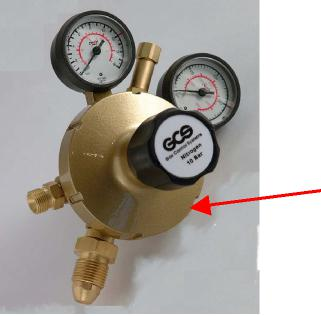 GCS
Gas Control Systems
Nitrogen
10 Bar